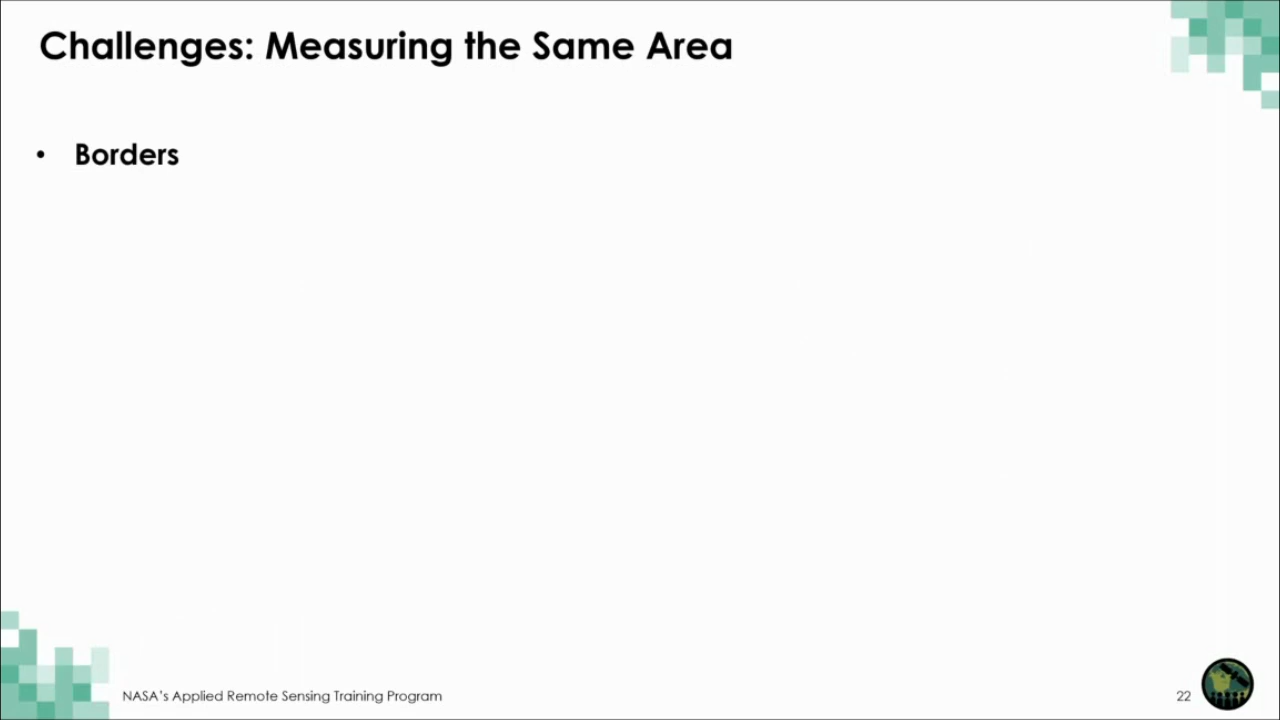 Challenges: Measuring the Same Area
• Borders
NASA's Applied Remote Sensing Training Program
22